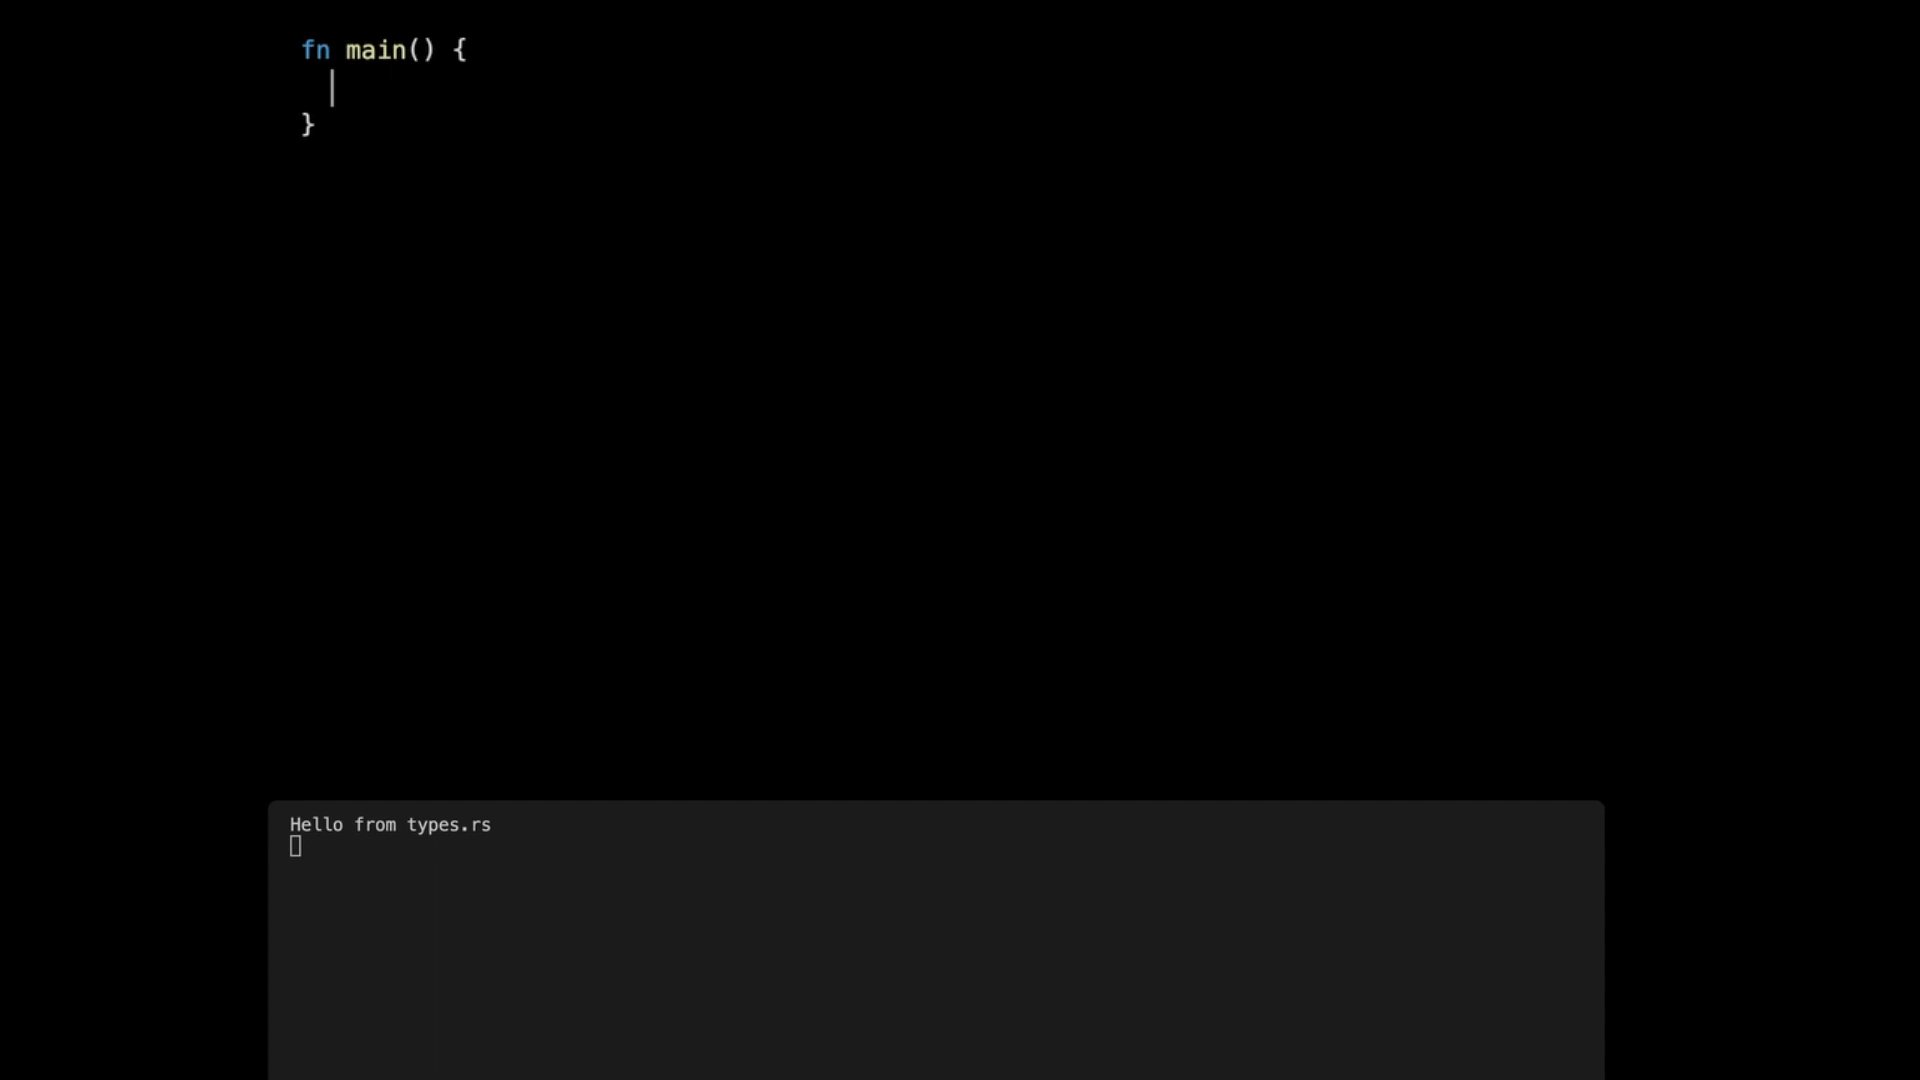 fn main() {
}
Hello from types.rs